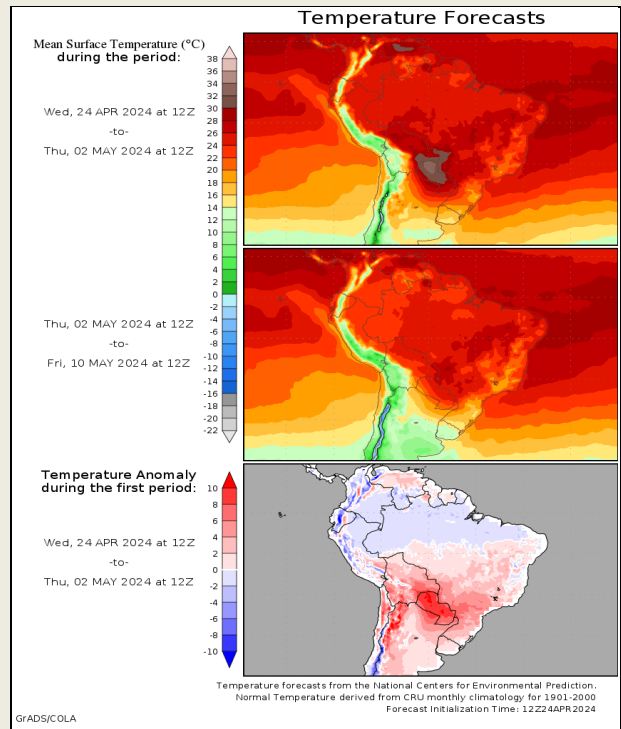 Temperature Forecasts
Mean Surface Temperature (°C)
during the period:
Wed, 24 APR 2024 at 12Z
-to-
Thu, 02 MAY 2024 at 12Z
38
36
34
32
30
28
26
24
22
20
18
16
14
12
10
8
6
4
2
0
-2
-4
-6
-8
-10
-12
-14
-16
-18
-20
-22
Thu, 02 MAY 2024 at 12Z
-to-
Fri, 10 MAY 2024 at 12Z
Temperature Anomaly
during the first period:
Wed, 24 APR 2024 at 12Z
-to-
Thu, 02 MAY 2024 at 12Z
10
8
6
4
2
0
-2
-4
-6
-8
-10
Temperature forecasts from the National Centers for Environmental Prediction.
Normal Temperature derived from CRU monthly climatology for 1901-2000
Forecast Initialization Time: 12Z24APR2024
GrADS/COLA